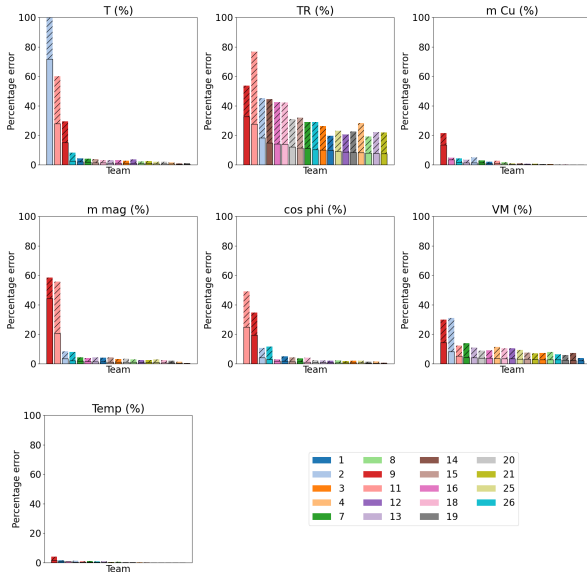 T (%)
Percentage error
100
80
60
40
20
0
Team
TR (%)
Percentage error
100
80
60
40
20
0
Team
m Cu (%)
Percentage error
100
80
60
40
20
0
Team
m mag (%)
Percentage error
100
80
60
40
20
0
Team
cos phi (%)
Percentage error
100
80
60
40
20
0
Team
VM (%)
Percentage error
100
80
60
40
20
0
Team
Temp (%)
Percentage error
100
80
60
40
20
0
Team
1 8 14 20
2 9 15 21
3 11 16 25
4 12 18 26
7 13 19